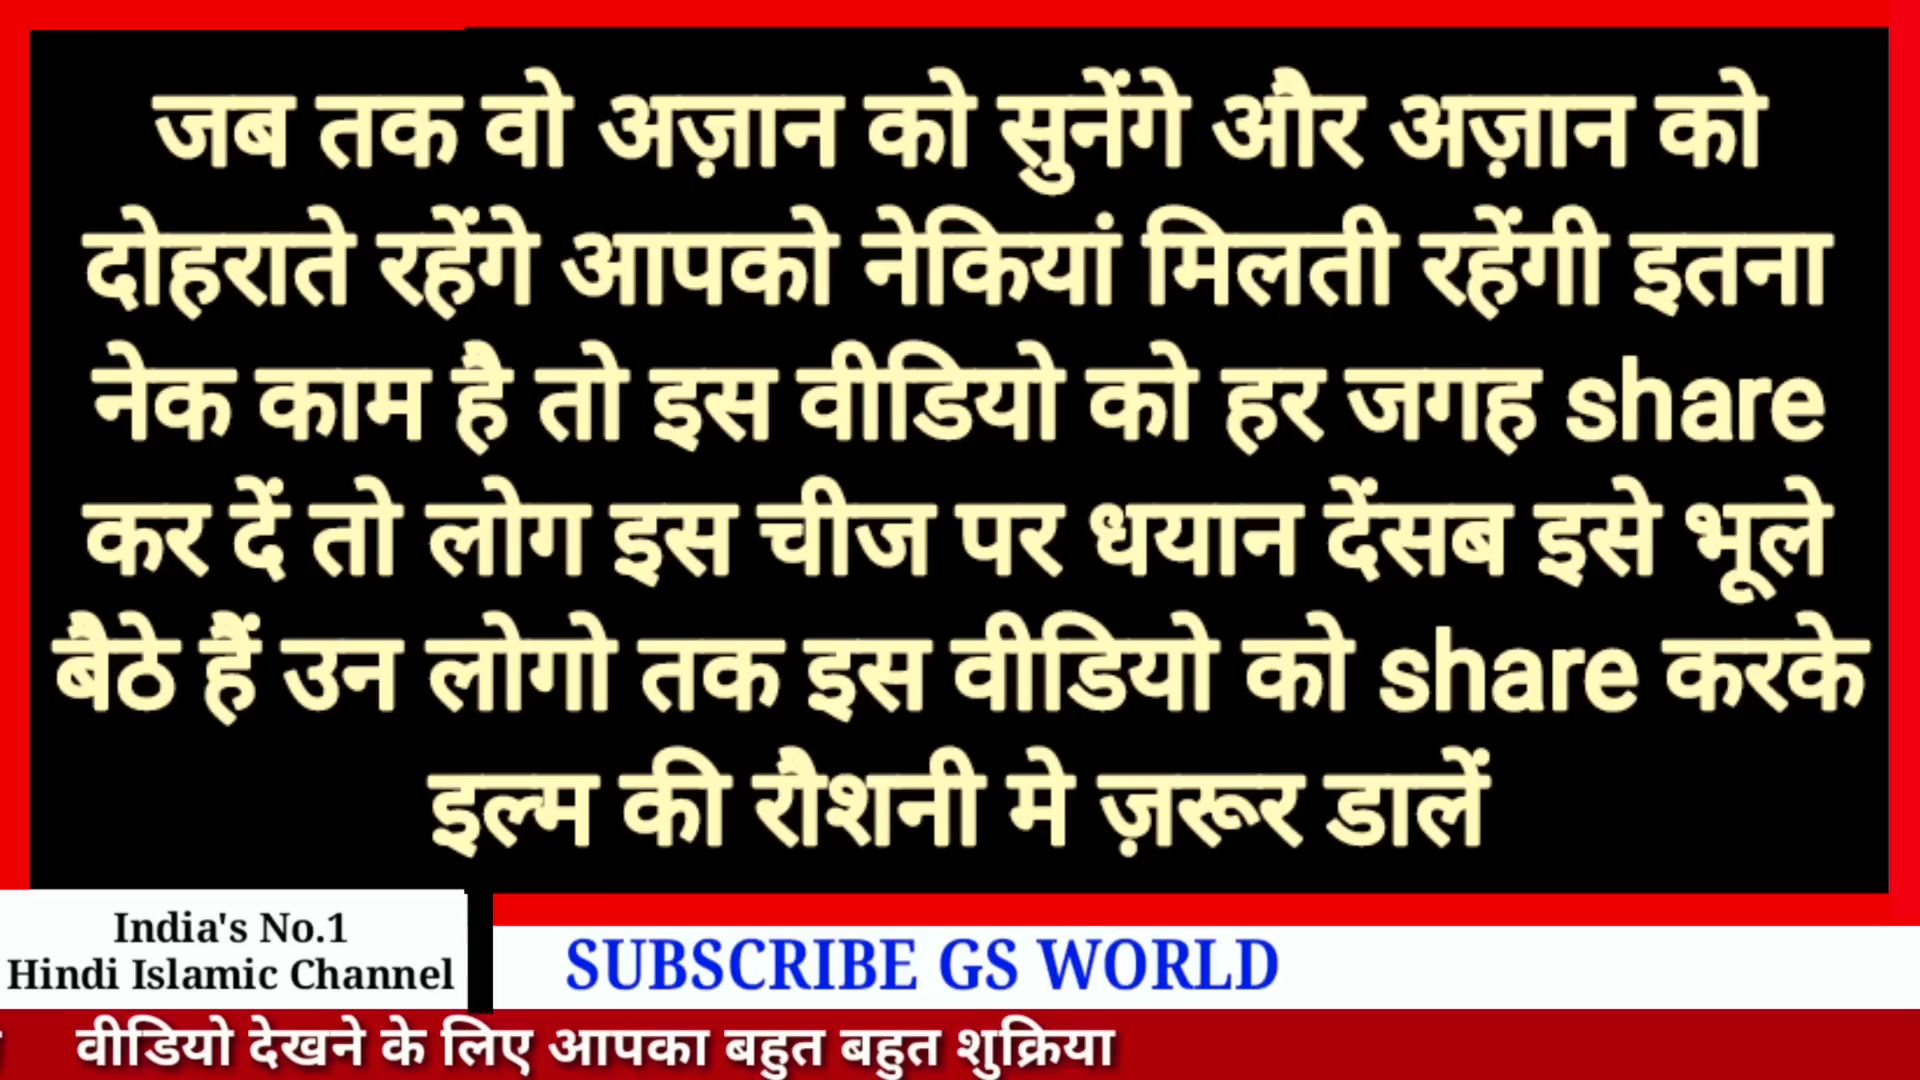 जब तक वो अज़ान को सुनेंगे और अज़ान को
दोहराते रहेंगे आपको नेकियां मिलती रहेंगी इतना
नेक काम है तो इस वीडियो को हर जगह share
कर दें तो लोग इस चीज पर धयान देंसब इसे भूले
बैठे हैं उन लोगो तक इस वीडियो को share करके
इल्म की रौशनी मे ज़रूर डालें
India's No.1
Hindi Islamic Channel
SUBSCRIBE GS WORLD
वीडियो देखने के लिए आपका बहुत बहुत शुक्रिया